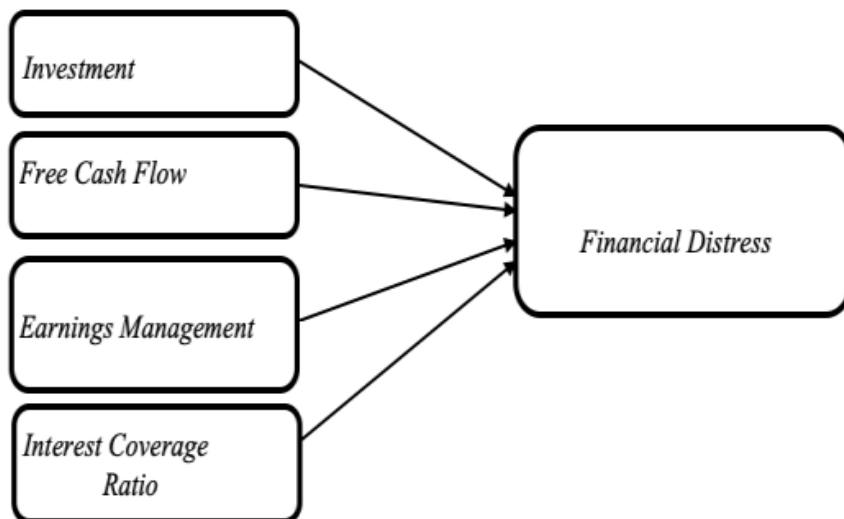 Investment
Free Cash Flow
Earnings Management
Interest Coverage
Ratio
Financial Distress